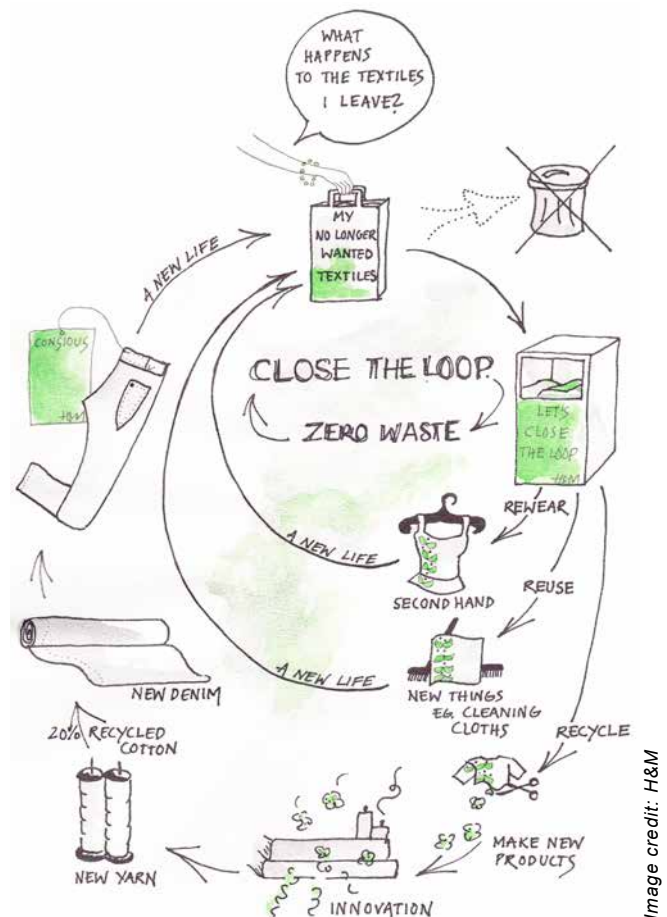 WHAT
HAPPENS
TO THE TEXTILES
I LEAVE?
MY
NO LONGER
WANTED
TEXTILES
A NEW LIFE
CONSIOUS
H&M
CLOSE THE LOOP
ZERO WASTE
LET'S
CLOSE
THE LOOP
H&M
REWEAR
A NEW LIFE
SECOND HAND
REUSE
A NEW LIFE
NEW THINGS
EG. CLEANING
CLOTHS
NEW DENIM
20% RECYCLED
COTTON
RECYCLE
MAKE NEW
PRODUCTS
NEW YARN
INNOVATION
Image credit: H&M